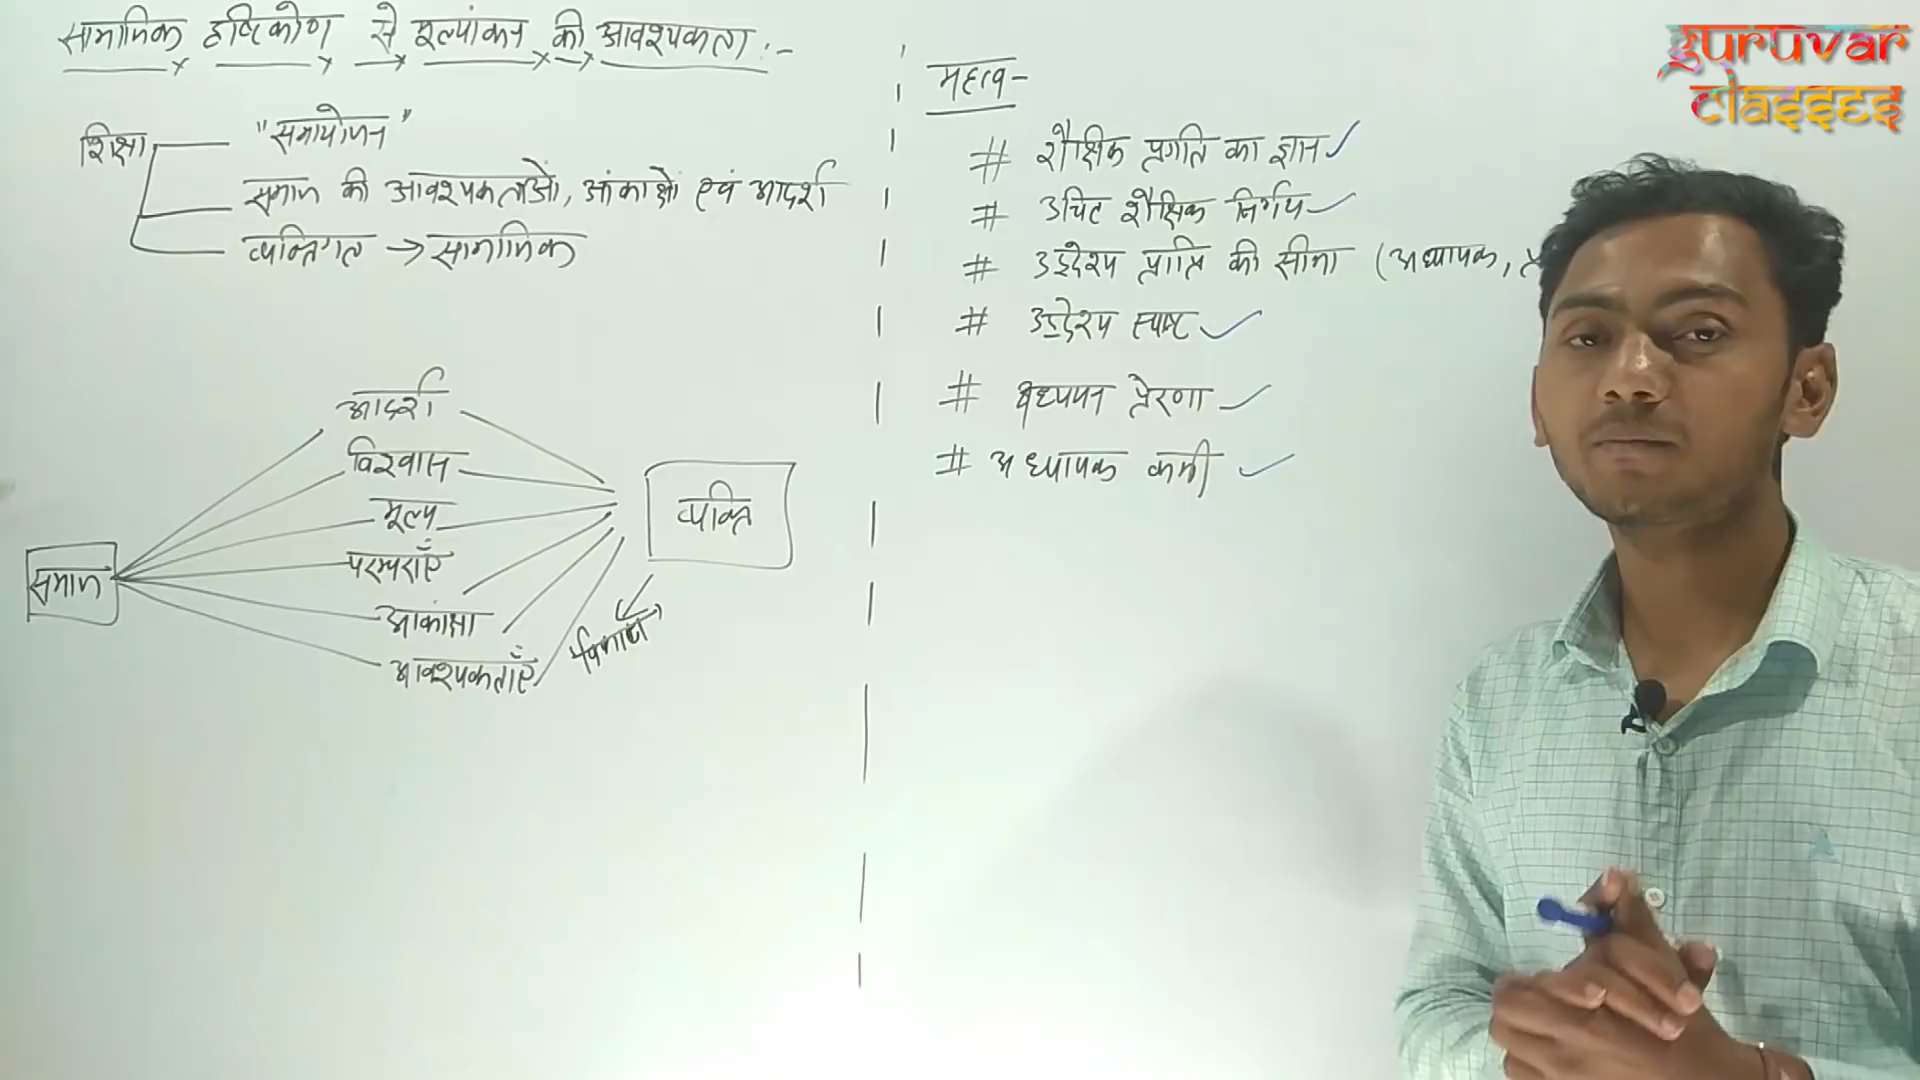 सामाजिक दृष्टिकोण से मूल्यांकन की आवश्यकता :-
शिक्षा
"समायोजन"
समाज की आवश्यकताओं, आंकाक्षों एवं आदर्श
व्यक्तिगत → सामाजिक
समाज
आदर्श
विश्वास
मूल्य
परम्पराएँ
आकांक्षा
आवश्यकताएँ
व्यक्ति
महत्व -
# शैक्षिक प्रगति का ज्ञान ✓
# उचित शैक्षिक निर्णय ✓
# उद्देश्य प्राप्ति की सीमा (अध्यापक,
# उद्देश्य स्पष्ट ✓
# अध्ययन प्रेरणा ✓
# अध्यापक कर्मी ✓
guruvar
classes